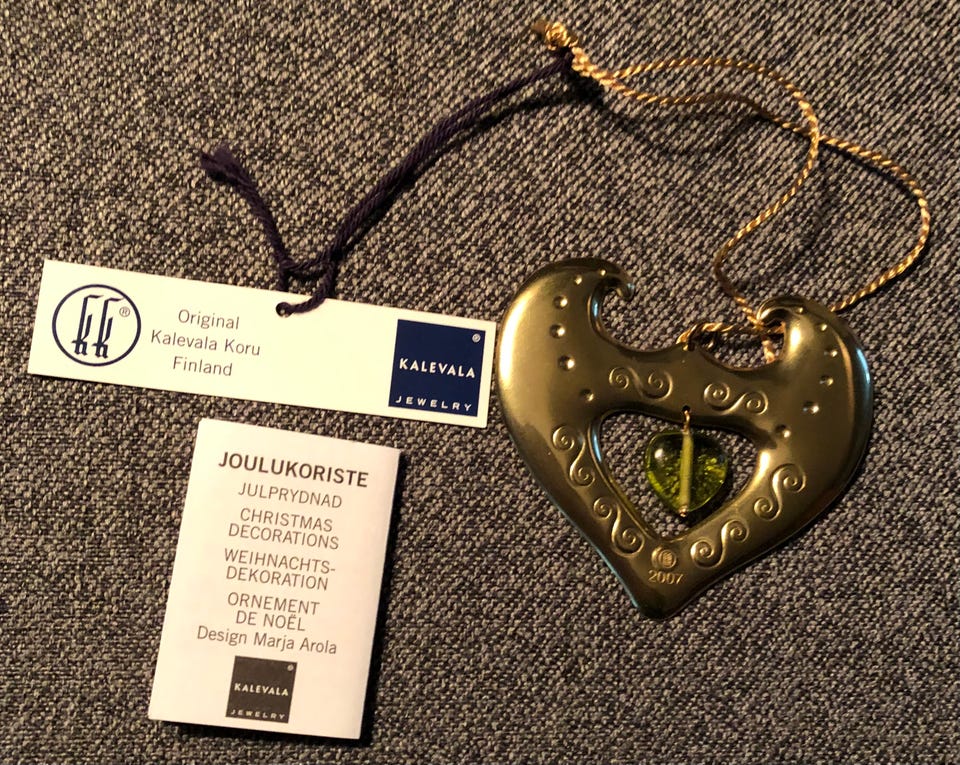 kk ®
Original
Kalevala Koru
Finland
®
KALEVALA
JEWELRY
JOULUKORISTE
JULPRYDNAD
CHRISTMAS
DECORATIONS
WEIHNACHTS-
DEKORATION
ORNEMENT
DE NOËL
Design Marja Arola
®
KALEVALA
JEWELRY
2007